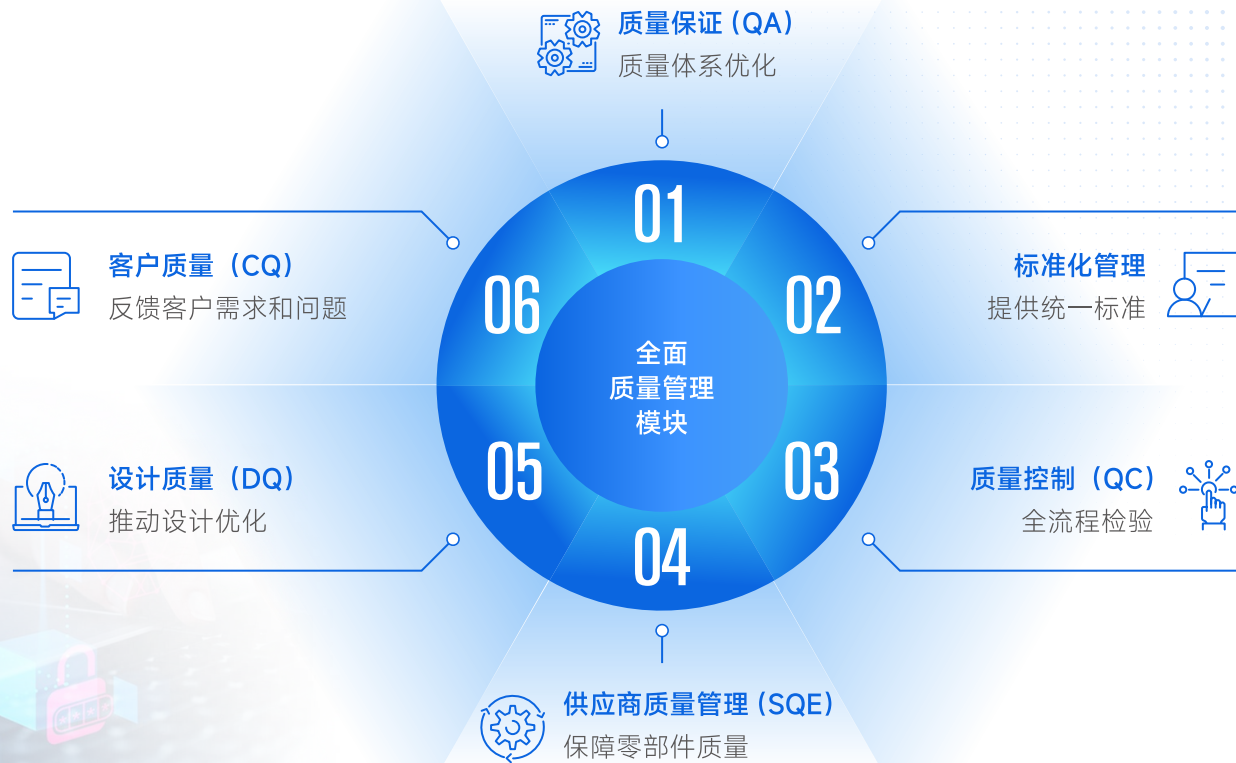 质量保证（QA）
质量体系优化
01
客户质量（CQ）
反馈客户需求和问题
06
02
标准化管理
提供统一标准
全面
质量管理
模块
设计质量（DQ）
推动设计优化
05
03
质量控制（QC）
全流程检验
04
供应商质量管理（SQE）
保障零部件质量